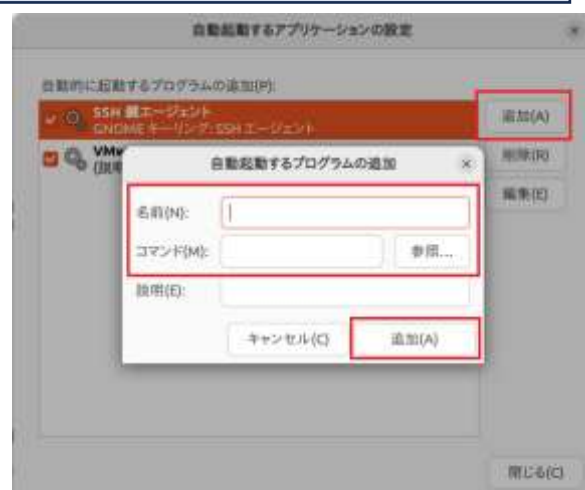 自動起動するアプリケーションの設定
自動的に起動するプログラムの追加(P):
SSH 鍵エージェント
GNOME キーリング: SSH エージェント
追加(A)
VMw
(説明
削除(R)
編集(E)
自動起動するプログラムの追加
名前(N):
コマンド(M):
参照...
説明(E):
キャンセル(C)
追加(A)
閉じる(C)